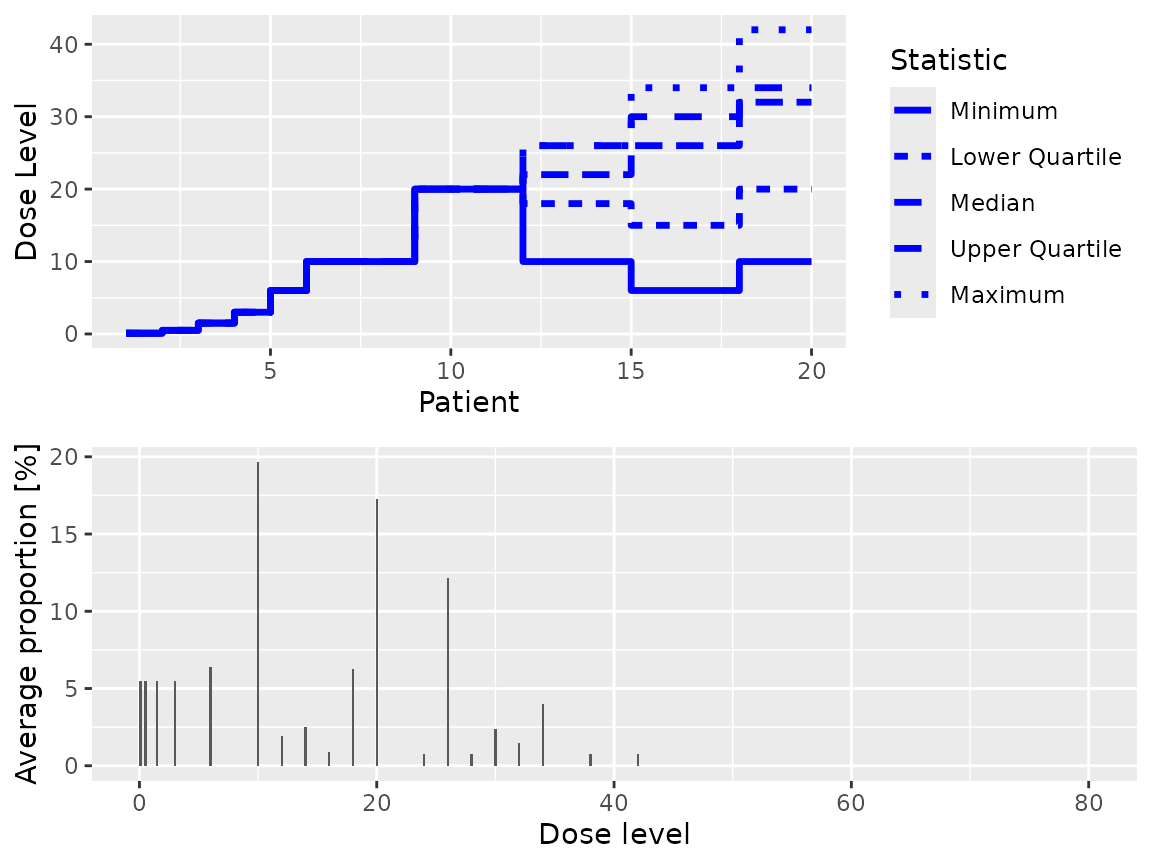 40
30
20
10
0
Dose Level
5
10
15
20
Patient
Statistic
Minimum
Lower Quartile
Median
Upper Quartile
Maximum
20
15
10
5
0
Average proportion [%]
0
20
40
60
80
Dose level